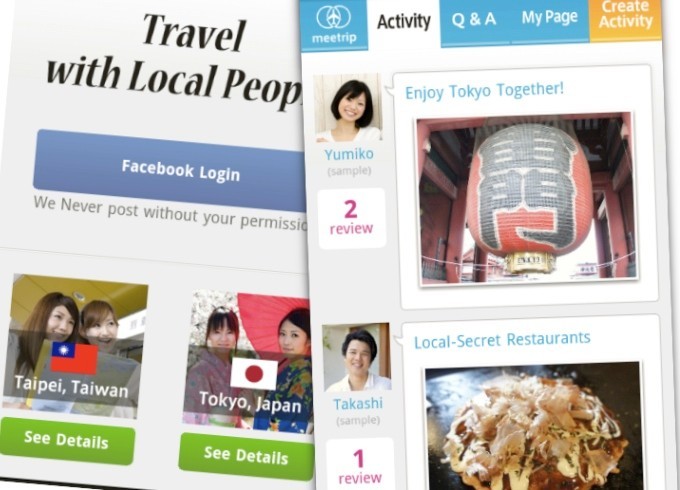 Travel
with Local Peop
Facebook Login
We Never post without your permissio
Taipei, Taiwan
Tokyo, Japan
See Details
See Details
meetrip
Activity
Q & A
My Page
Create
Activity
Yumiko
(sample)
2
review
Enjoy Tokyo Together!
Takashi
(sample)
1
review
Local-Secret Restaurants